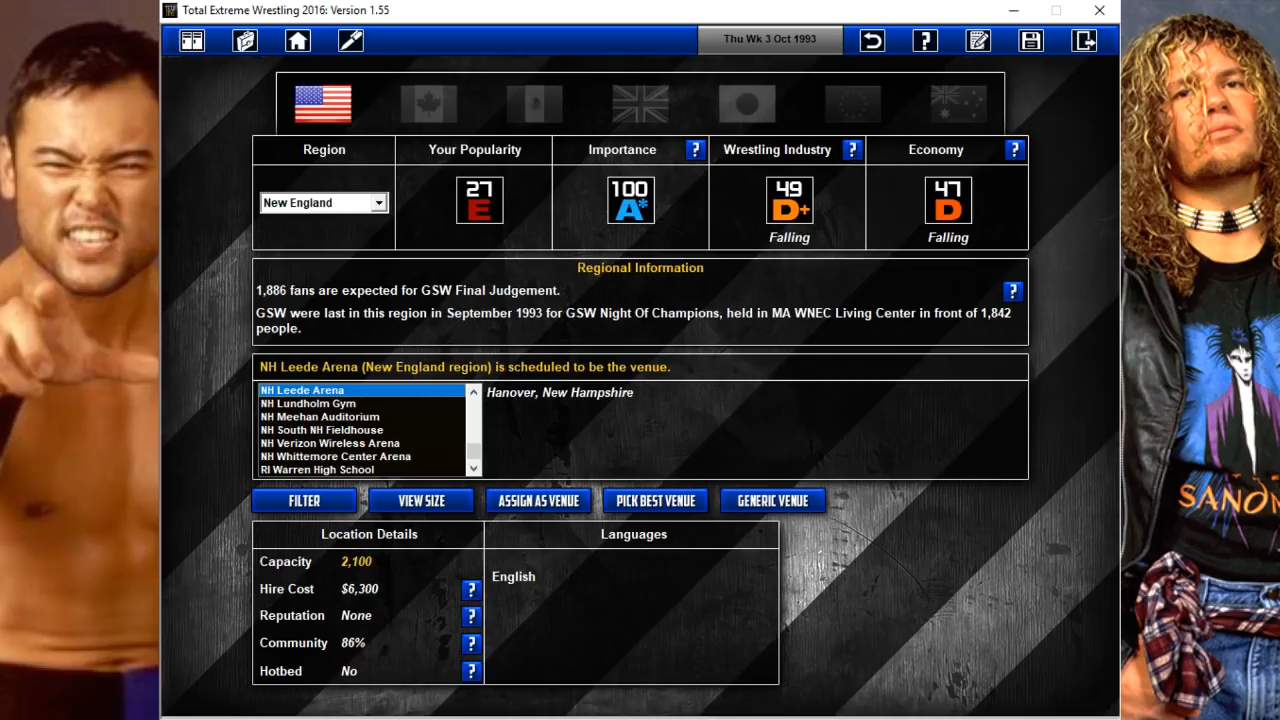 Total Extreme Wrestling 2016: Version 1.55
Thu Wk 3 Oct 1993
Region
Your Popularity
Importance
?
Wrestling Industry
?
Economy
?
New England
27
E
100
A*
49
D+
Falling
47
D
Falling
Regional Information
1,886 fans are expected for GSW Final Judgement.
?
GSW were last in this region in September 1993 for GSW Night Of Champions, held in MA WNEC Living Center in front of 1,842
people.
NH Leede Arena (New England region) is scheduled to be the venue.
NH Leede Arena
NH Lundholm Gym
NH Meehan Auditorium
NH South NH Fieldhouse
NH Verizon Wireless Arena
NH Whittemore Center Arena
RI Warren High School
Hanover, New Hampshire
FILTER
VIEW SIZE
ASSIGN AS VENUE
PICK BEST VENUE
GENERIC VENUE
Location Details
Languages
Capacity 2,100
Hire Cost $6,300 ?
Reputation None ?
Community 86% ?
Hotbed No ?
English